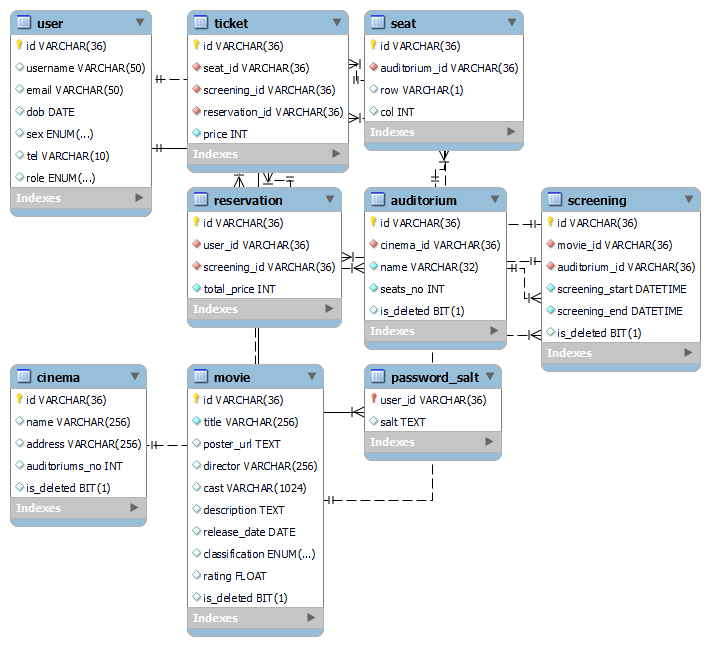 user
id VARCHAR(36)
username VARCHAR(50)
email VARCHAR(50)
dob DATE
sex ENUM(...)
tel VARCHAR(10)
role ENUM(...)
Indexes
ticket
id VARCHAR(36)
seat_id VARCHAR(36)
screening_id VARCHAR(36)
reservation_id VARCHAR(36)
price INT
Indexes
seat
id VARCHAR(36)
auditorium_id VARCHAR(36)
row VARCHAR(1)
col INT
Indexes
reservation
id VARCHAR(36)
user_id VARCHAR(36)
screening_id VARCHAR(36)
total_price INT
Indexes
auditorium
id VARCHAR(36)
cinema_id VARCHAR(36)
name VARCHAR(32)
seats_no INT
is_deleted BIT(1)
Indexes
screening
id VARCHAR(36)
movie_id VARCHAR(36)
auditorium_id VARCHAR(36)
screening_start DATETIME
screening_end DATETIME
is_deleted BIT(1)
Indexes
cinema
id VARCHAR(36)
name VARCHAR(256)
address VARCHAR(256)
auditoriums_no INT
is_deleted BIT(1)
Indexes
movie
id VARCHAR(36)
title VARCHAR(256)
poster_url TEXT
director VARCHAR(256)
cast VARCHAR(1024)
description TEXT
release_date DATE
classification ENUM(...)
rating FLOAT
is_deleted BIT(1)
Indexes
password_salt
user_id VARCHAR(36)
salt TEXT
Indexes